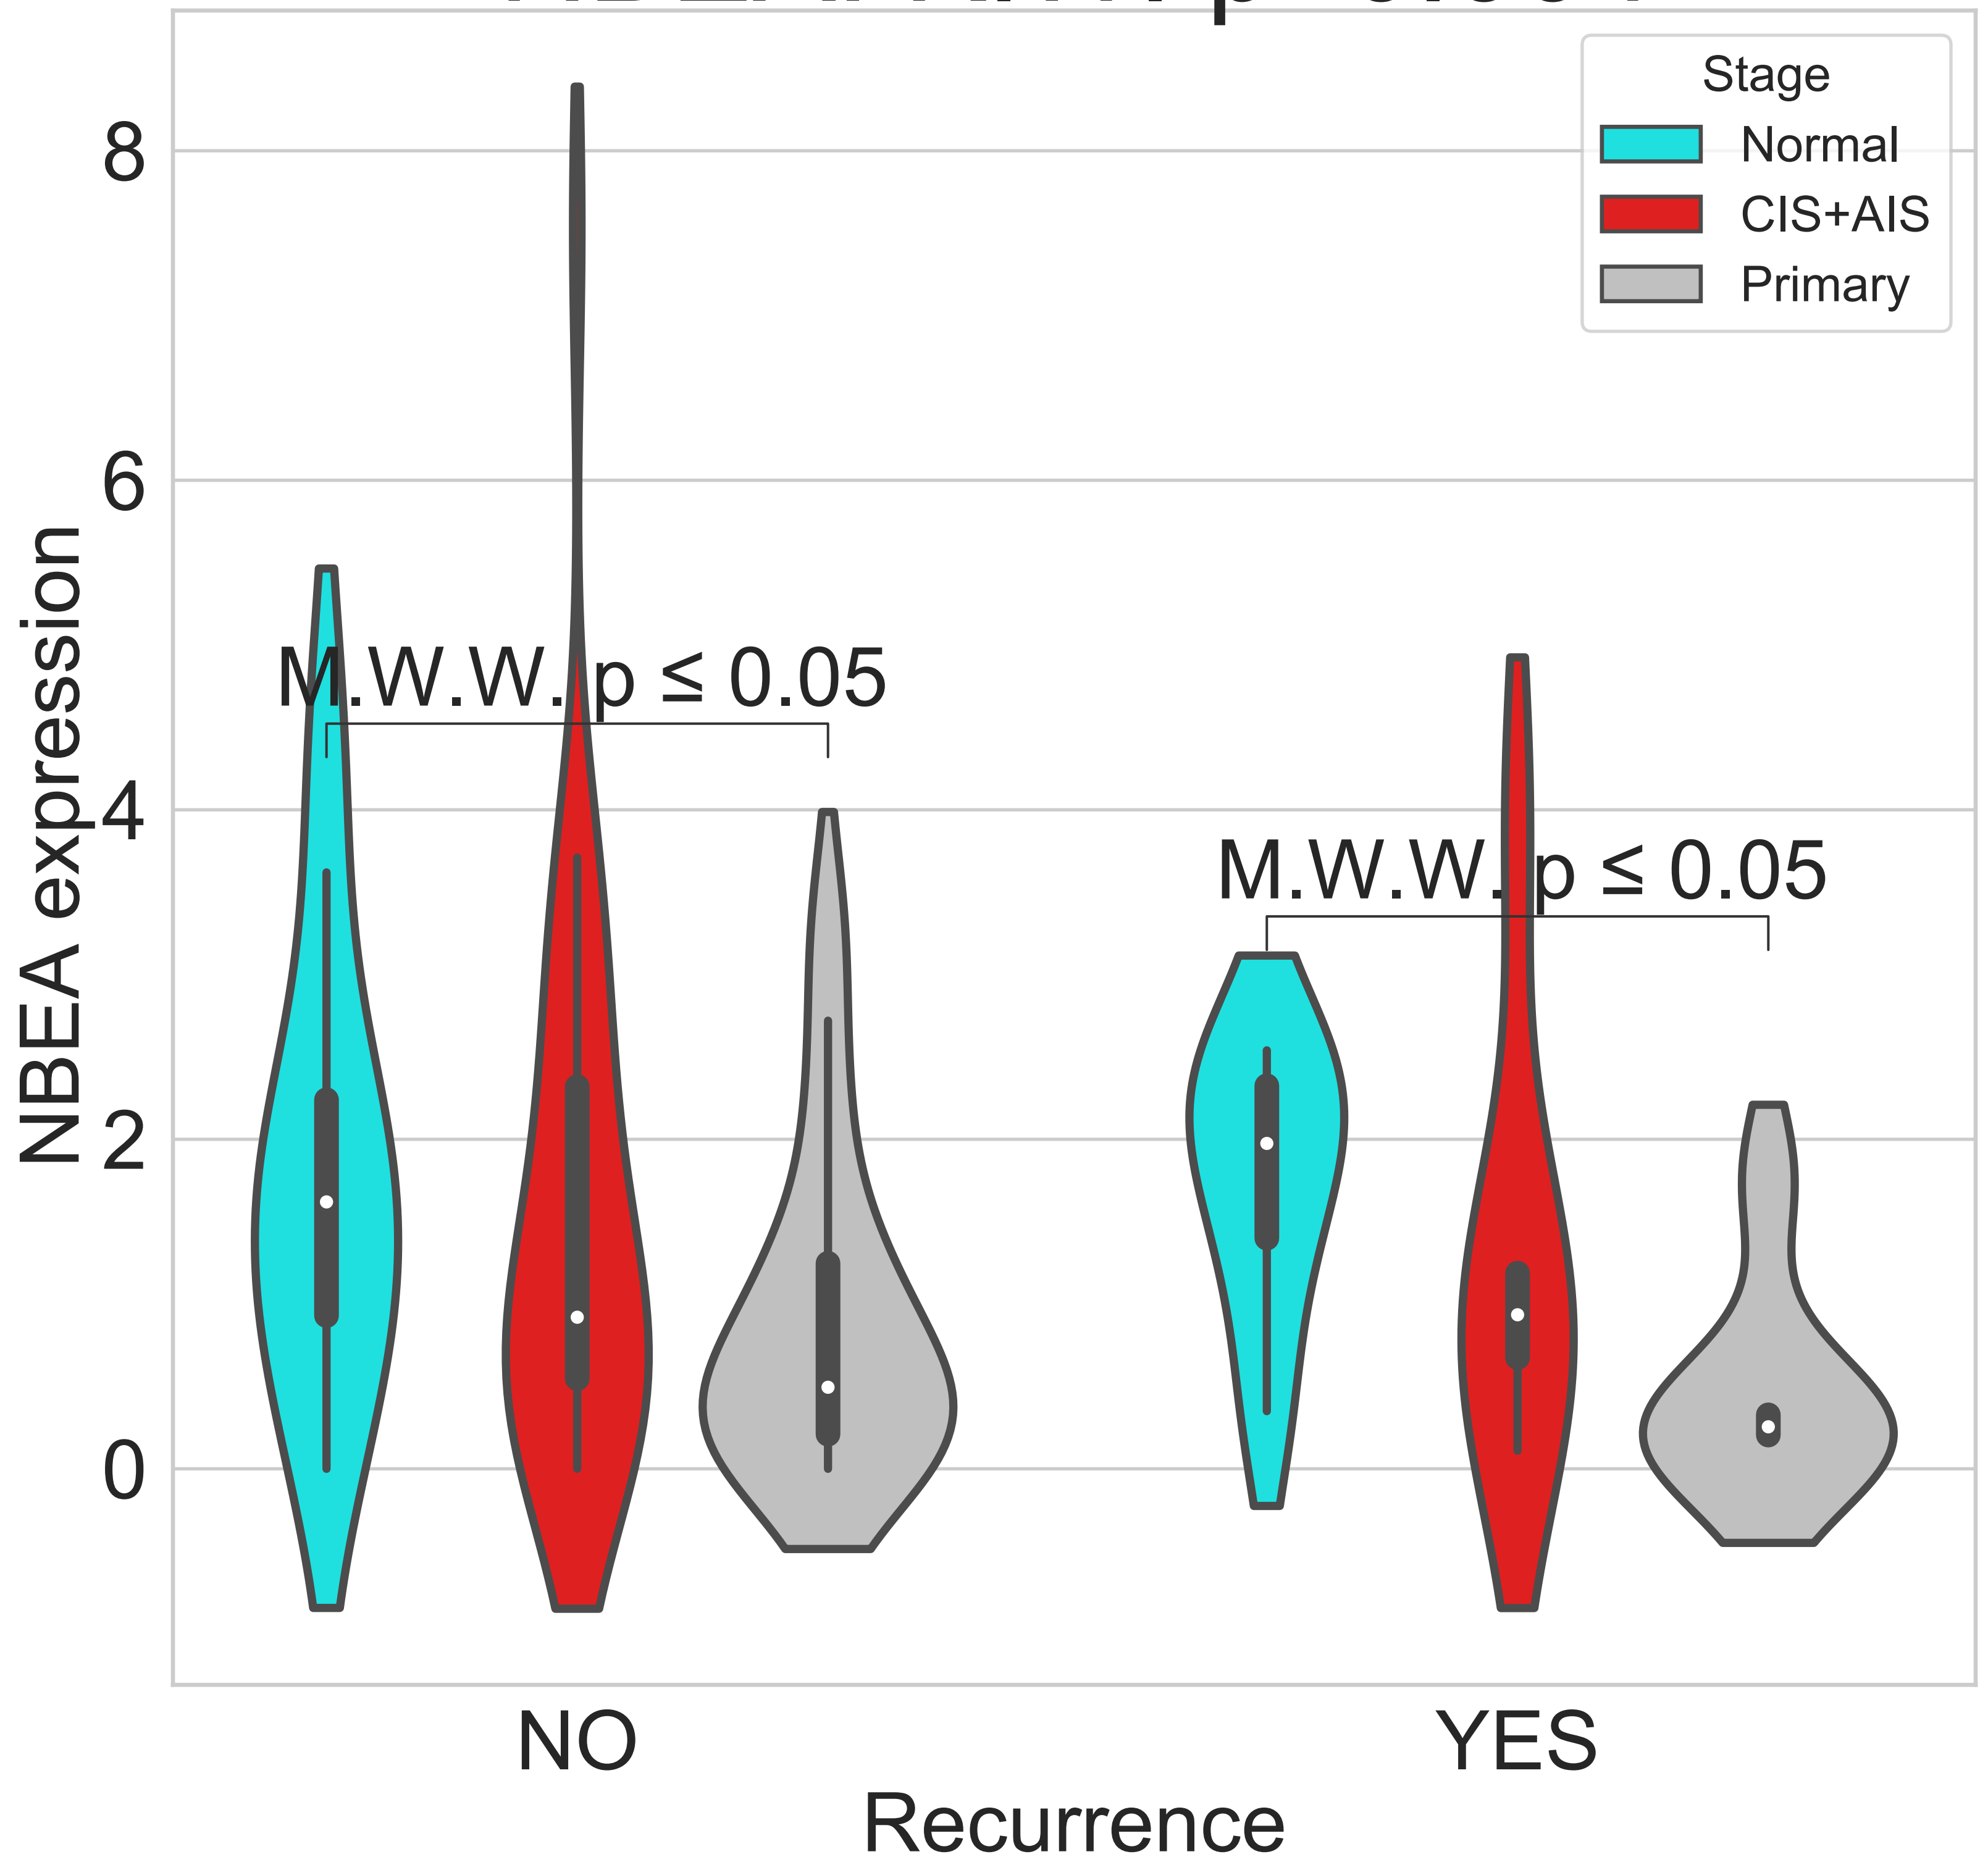 Stage
Normal
CIS+AIS
Primary
8
6
4
2
0
NBEA expression
M.W.W. p ≤ 0.05
M.W.W. p ≤ 0.05
NO
YES
Recurrence